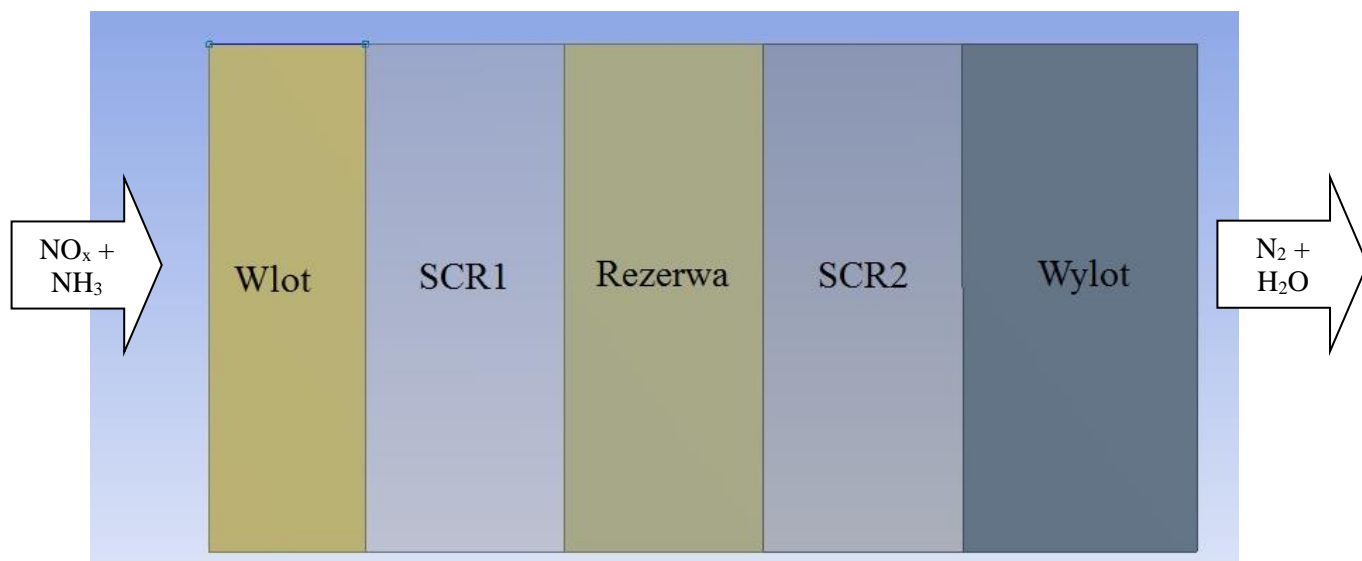 NOₓ +
NH₃
Wlot
SCR1
Rezerwa
SCR2
Wylot
N₂ +
H₂O